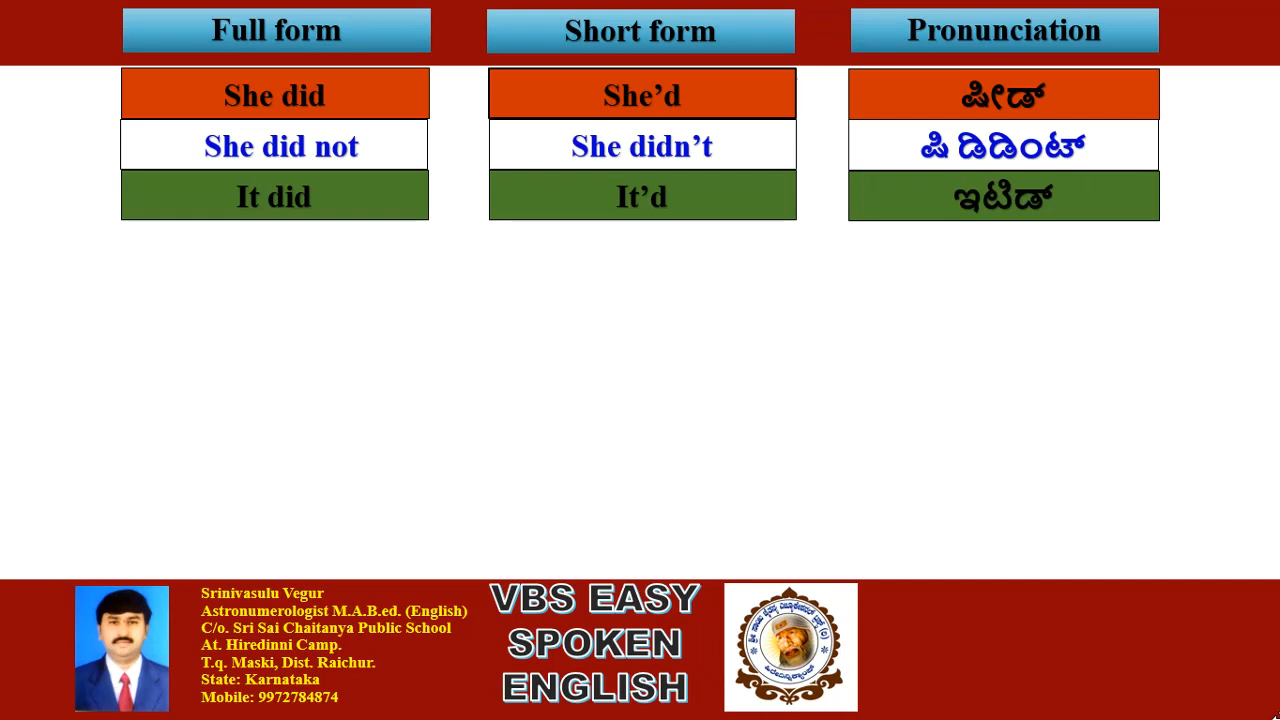 Full form Short form Pronunciation
She did She’d ಷೀಡ್
She did not She didn’t ಷಿ ಡಿಡಿಂಟ್
It did It’d ಇಟಿಡ್
Srinivasulu Vegur
Astronumerologist M.A.B.ed. (English)
C/o. Sri Sai Chaitanya Public School
At. Hiredinni Camp.
T.q. Maski, Dist. Raichur.
State: Karnataka
Mobile: 9972784874
VBS EASY
SPOKEN
ENGLISH